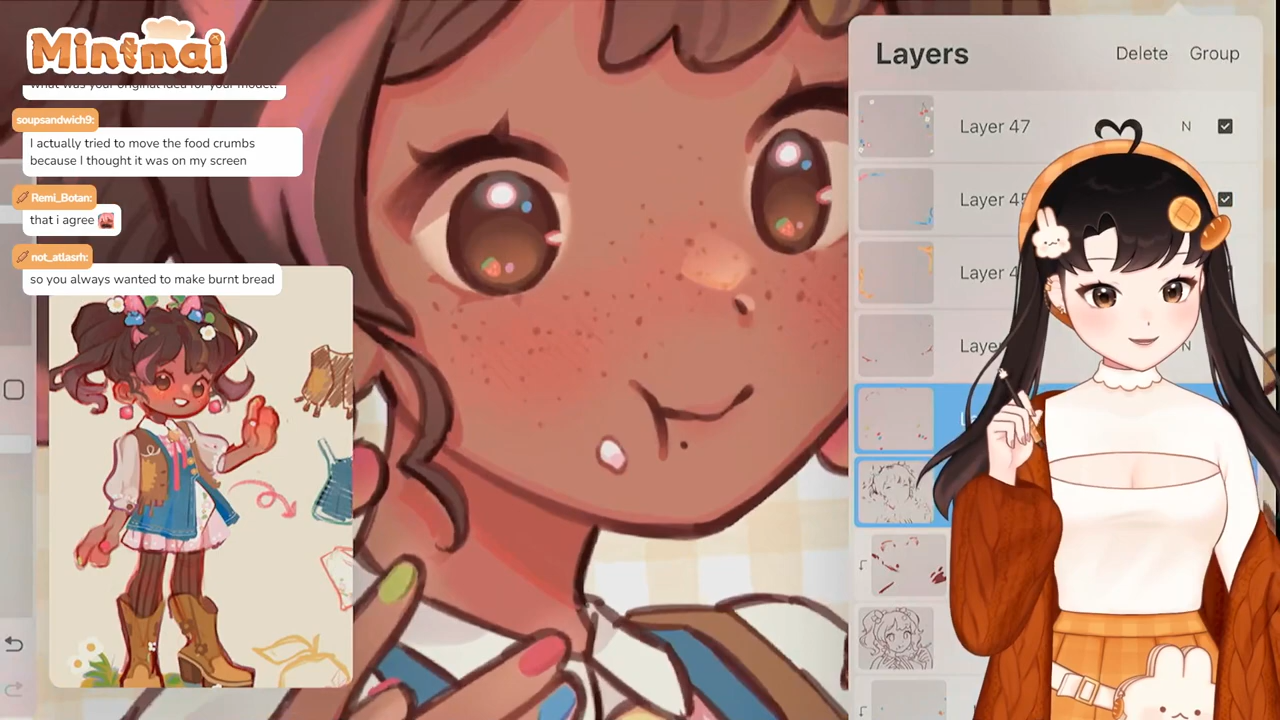 Mintmai
what was your original idea for your model?
soupsandwich9:
I actually tried to move the food crumbs
because I thought it was on my screen
Remi_Botan:
that i agree
not_atlasrh:
so you always wanted to make burnt bread
Layers
Delete
Group
Layer 47
N
Layer 45
Layer
Layer
N